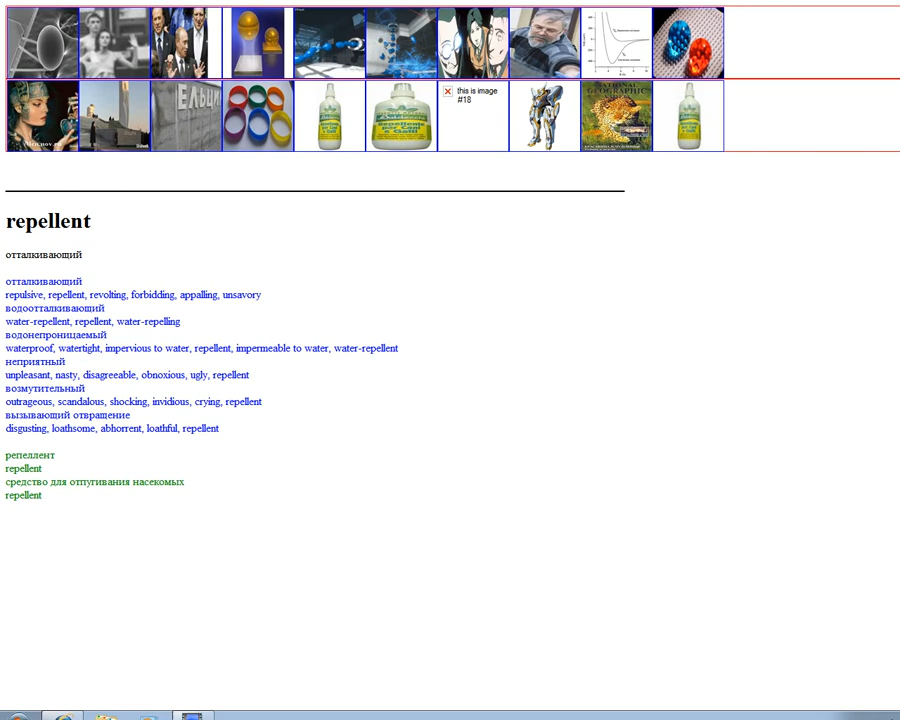 this is image
#18
ЕЛЬЦИН
NATIONAL
GEOGRAPHIC
repellent
отталкивающий
отталкивающий
repulsive, repellent, revolting, forbidding, appalling, unsavory
водоотталкивающий
water-repellent, repellent, water-repelling
водонепроницаемый
waterproof, watertight, impervious to water, repellent, impermeable to water, water-repellent
неприятный
unpleasant, nasty, disagreeable, obnoxious, ugly, repellent
возмутительный
outrageous, scandalous, shocking, invidious, crying, repellent
вызывающий отвращение
disgusting, loathsome, abhorrent, loathful, repellent
репеллент
repellent
средство для отпугивания насекомых
repellent